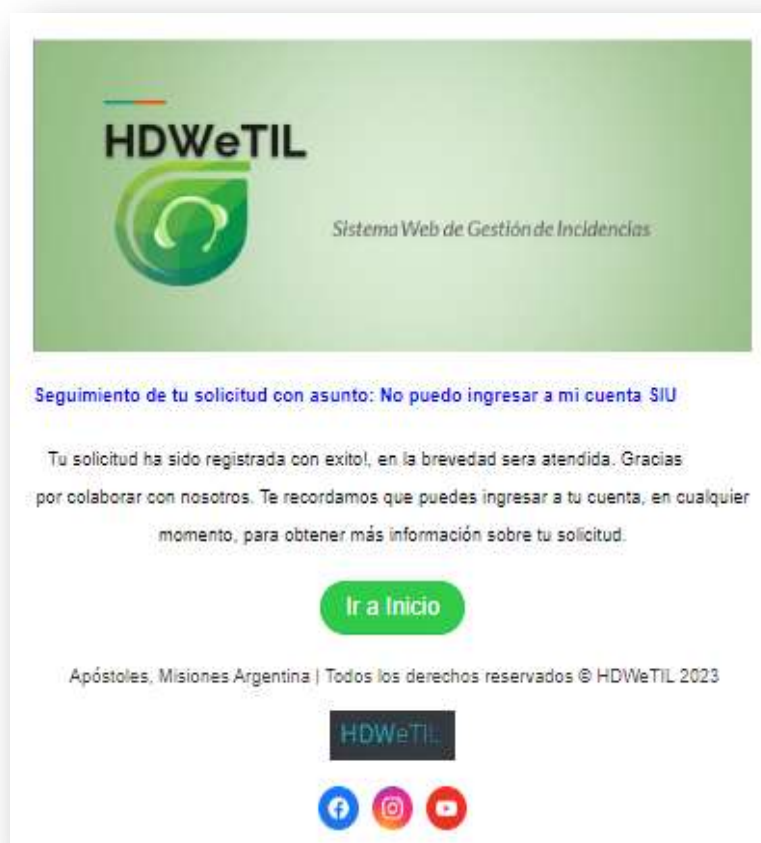 HDWeTIL
Sistema Web de Gestión de Incidencias
Seguimiento de tu solicitud con asunto: No puedo ingresar a mi cuenta SIU
Tu solicitud ha sido registrada con exito!, en la brevedad sera atendida. Gracias
por colaborar con nosotros. Te recordamos que puedes ingresar a tu cuenta, en cualquier
momento, para obtener más información sobre tu solicitud.
Ir a Inicio
Apóstoles, Misiones Argentina | Todos los derechos reservados © HDWeTIL 2023
HDWeTIL